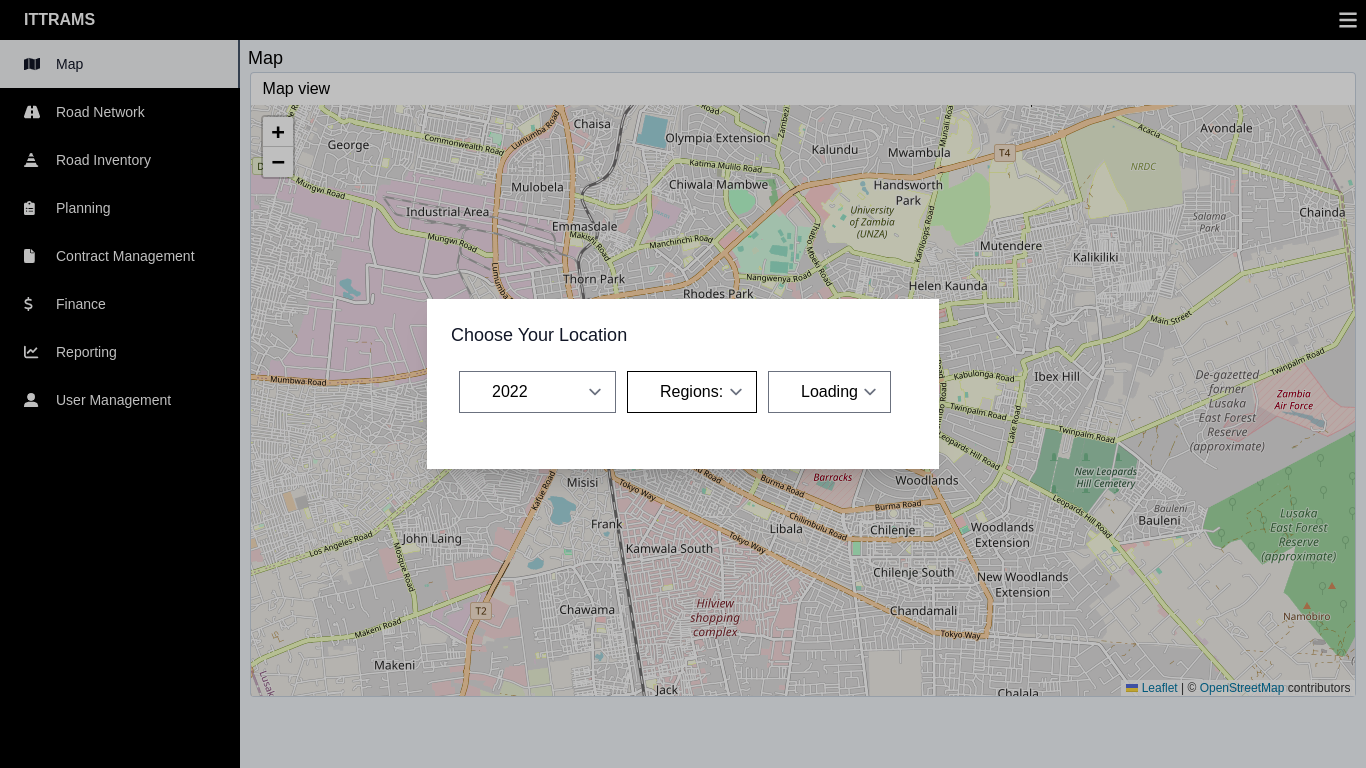 ITTRAMS
Map
Road Network
Road Inventory
Planning
Contract Management
Finance
Reporting
User Management
Map
Map view
+
−
Chaisa
George
Commonwealth Road
Lumumba Road
Olympia Extension
Zambezi
Kalundu
Munali Road
Mwambula
T4
Acacia
Avondale
NRDC
Mungwi Road
Mulobela
Katima Mulilo Road
Chiwala Mambwe
Handsworth
Park
University
of Zambia
(UNZA)
Industrial Area
Emmasdale
Makishi Road
Manchinchi Road
Mungwi Road
Thabo Mbeki Road
Kamloops Road
Salama
Park
Chainda
Mutendere
Kalikiliki
Thorn Park
Nangwenya Road
Rhodes Park
Helen Kaunda
Main Street
Choose Your Location
2022
Regions:
Loading
Mumbwa Road
Kabulonga Road
Ibex Hill
Twinpalm Road
De-gazetted
former
Lusaka
East Forest
Reserve
(approximate)
Zambia
Air Force
Twinpalm Road
Lake Road
Twinpalm Road
Leopards Hill Road
New Leopards
Hill Cemetery
Misisi
Kafue Road
Tokyo Way
Burma Road
Barracks
Woodlands
Burma Road
Leopards Hill Road
Bauleni
Bauleni
Frank
Libala
Chilimbulu Road
Chilenje
Woodlands
Extension
Lusaka
East Forest
Reserve
(approximate)
Los Angeles Road
John Laing
Mosque Road
Kamwala South
Tokyo Way
Chilenje South
New Woodlands
Extension
T2
Chawama
Hillview
shopping
complex
Chandamali
Namobiro
Makeni Road
Tokyo Way
Makeni
Jack
Chalala
Leaflet | © OpenStreetMap contributors